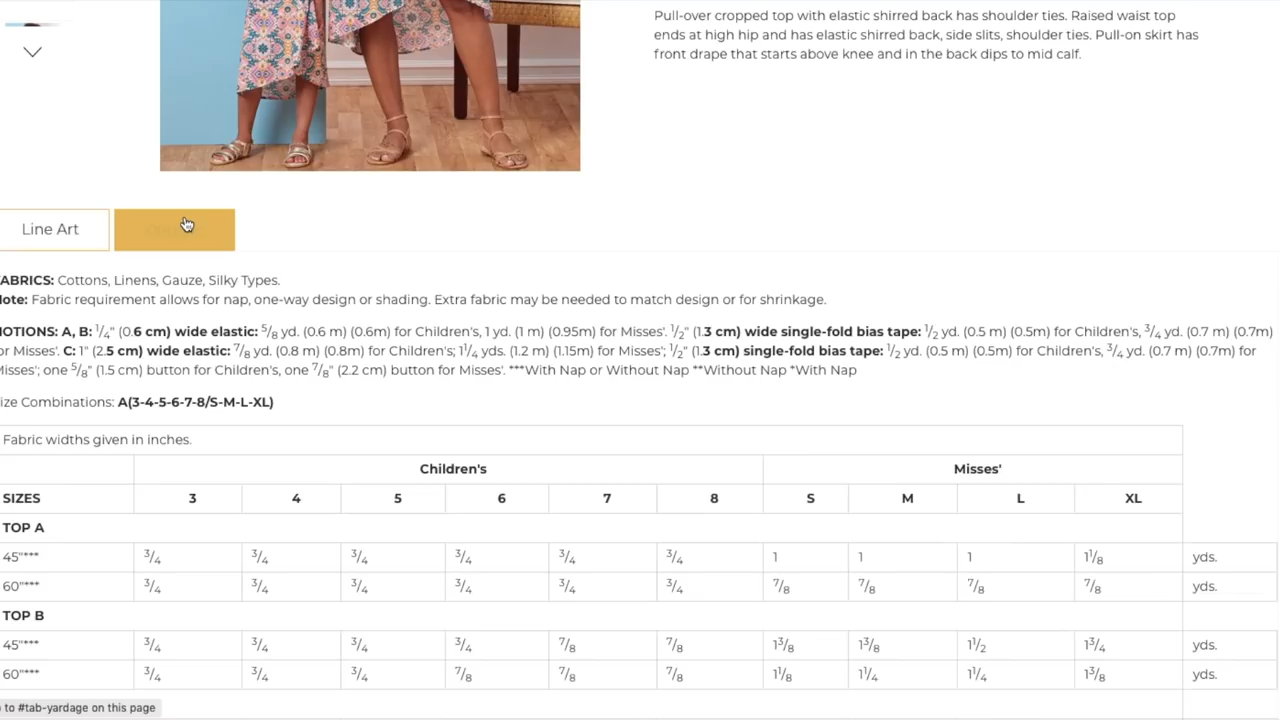 Pull-over cropped top with elastic shirred back has shoulder ties. Raised waist top
ends at high hip and has elastic shirred back, side slits, shoulder ties. Pull-on skirt has
front drape that starts above knee and in the back dips to mid calf.
Line Art
ABRICS: Cottons, Linens, Gauze, Silky Types.
ote: Fabric requirement allows for nap, one-way design or shading. Extra fabric may be needed to match design or for shrinkage.
OTIONS: A, B: 1/4" (0.6 cm) wide elastic: 5/8 yd. (0.6 m) (0.6m) for Children's, 1 yd. (1 m) (0.95m) for Misses'. 1/2" (1.3 cm) wide single-fold bias tape: 1/2 yd. (0.5 m) (0.5m) for Children's, 3/4 yd. (0.7 m) (0.7m)
or Misses'. C: 1" (2.5 cm) wide elastic: 7/8 yd. (0.8 m) (0.8m) for Children's; 1 1/4 yds. (1.2 m) (1.15m) for Misses'; 1/2" (1.3 cm) single-fold bias tape: 1/2 yd. (0.5 m) (0.5m) for Children's, 3/4 yd. (0.7 m) (0.7m) for
Misses'; one 5/8" (1.5 cm) button for Children's, one 7/8" (2.2 cm) button for Misses'. ***With Nap or Without Nap **Without Nap *With Nap
ize Combinations: A(3-4-5-6-7-8/S-M-L-XL)
Fabric widths given in inches.
Children's Misses'
SIZES 3 4 5 6 7 8 S M L XL
TOP A
45"*** 3/4 3/4 3/4 3/4 3/4 3/4 1 1 1 1 1/8 yds.
60"*** 3/4 3/4 3/4 3/4 3/4 3/4 7/8 7/8 7/8 7/8 yds.
TOP B
45"*** 3/4 3/4 3/4 3/4 7/8 7/8 1 3/8 1 3/8 1 1/2 1 3/4 yds.
60"*** 3/4 3/4 3/4 7/8 7/8 7/8 1 1/8 1 1/4 1 1/4 1 3/8 yds.
to #tab-yardage on this page